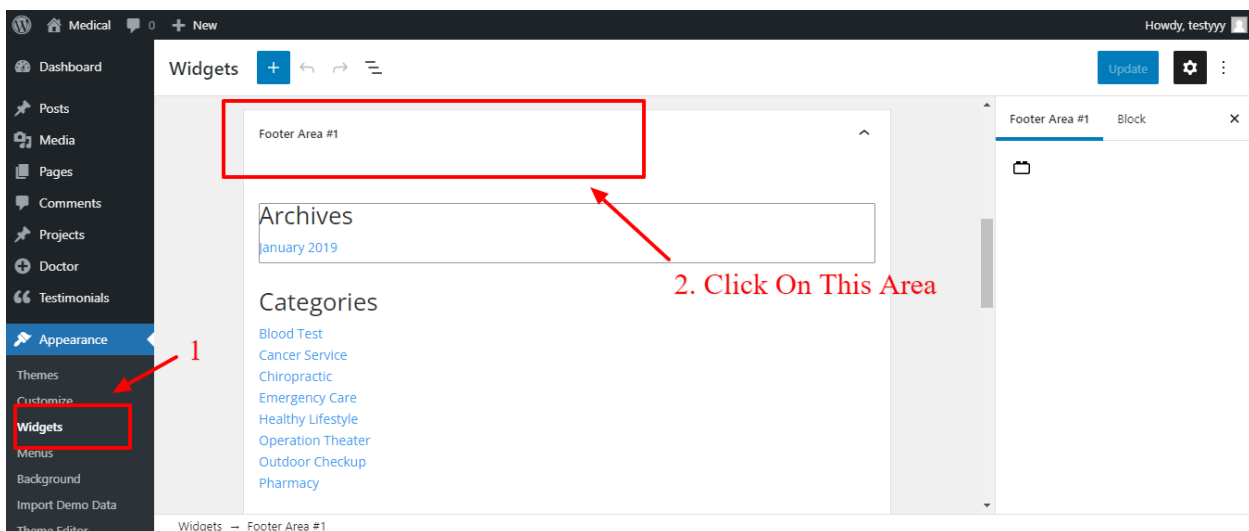 Medical 0 New Howdy, testyyy
Dashboard
Posts
Media
Pages
Comments
Projects
Doctor
Testimonials
Appearance
Themes
Customize
Widgets
Menus
Background
Import Demo Data
Theme Editor
1
Widgets Update
Footer Area #1
Archives
January 2019
Categories
Blood Test
Cancer Service
Chiropractic
Emergency Care
Healthy Lifestyle
Operation Theater
Outdoor Checkup
Pharmacy
2. Click On This Area
Footer Area #1 Block
Widgets → Footer Area #1